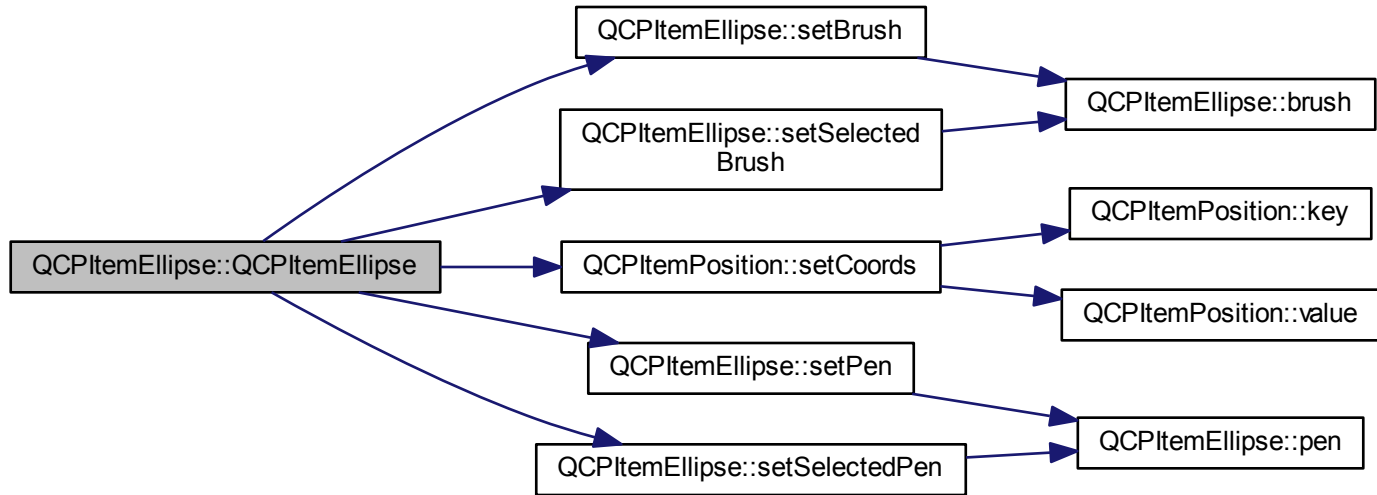 QCPItemEllipse::setBrush
QCPItemEllipse::brush
QCPItemEllipse::setSelected
Brush
QCPItemPosition::key
QCPItemEllipse::QCPItemEllipse
QCPItemPosition::setCoords
QCPItemPosition::value
QCPItemEllipse::setPen
QCPItemEllipse::pen
QCPItemEllipse::setSelectedPen